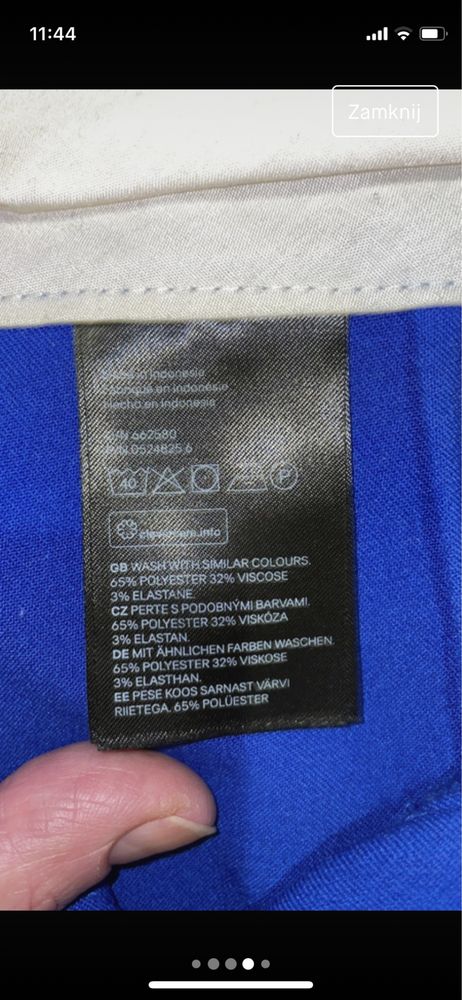 11:44
Zamknij
Made in Indonesia
Fabriqué en Indonésie
Hecho en Indonesia
662580
P/N 0524825 6
40 P
clevercare.info
GB WASH WITH SIMILAR COLOURS.
65% POLYESTER 32% VISCOSE
3% ELASTANE
CZ PERTE S PODOBNÝMI BARVAMI.
65% POLYESTER 32% VISKÓZA
3% ELASTAN.
DE MIT ÄHNLICHEN FARBEN WASCHEN.
65% POLYESTER 32% VISKOSE
3% ELASTHAN.
EE PESE KOOS SARNAST VÄRVI
RIIETEGA. 65% POLÜESTER